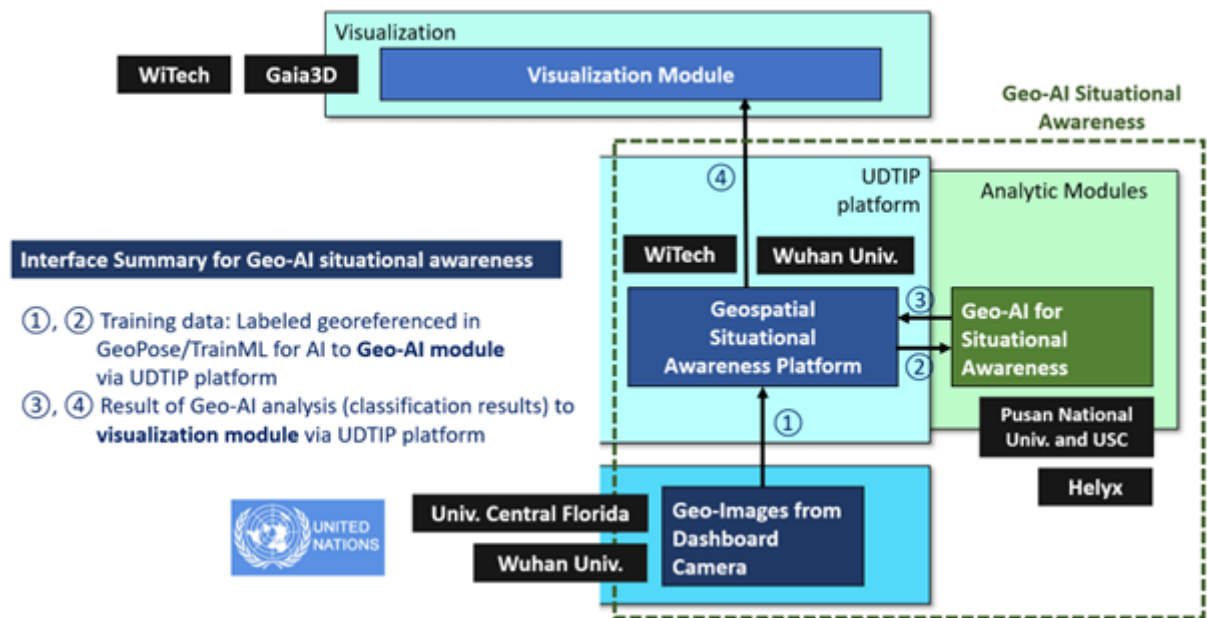 Visualization
WiTech
Gaia3D
Visualization Module
Geo-AI Situational
Awareness
④
UDTIP
platform
Analytic Modules
WiTech
Wuhan Univ.
Interface Summary for Geo-AI situational awareness
①, ② Training data: Labeled georeferenced in
GeoPose/TrainML for AI to Geo-AI module
via UDTIP platform
③, ④ Result of Geo-AI analysis (classification results) to
visualization module via UDTIP platform
Geospatial
Situational
Awareness Platform
③
②
Geo-AI for
Situational
Awareness
①
Pusan National
Univ. and USC
Helyx
UNITED
NATIONS
Univ. Central Florida
Wuhan Univ.
Geo-Images from
Dashboard
Camera